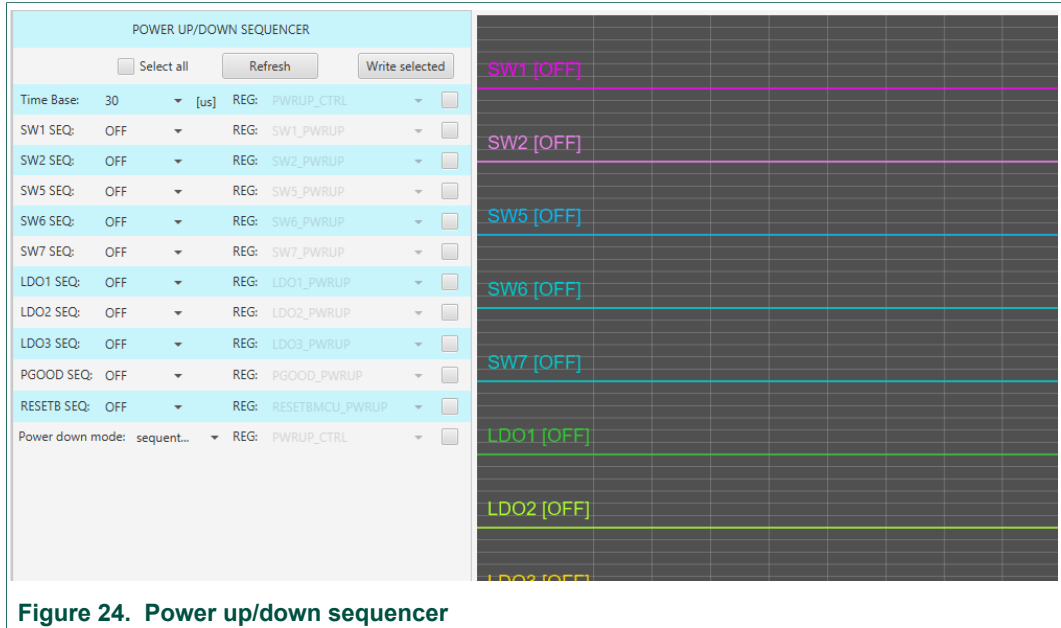 POWER UP/DOWN SEQUENCER
Select all Refresh Write selected
Time Base: 30 [us] REG: PWRUP_CTRL
SW1 SEQ: OFF REG: SW1_PWRUP
SW2 SEQ: OFF REG: SW2_PWRUP
SW5 SEQ: OFF REG: SW5_PWRUP
SW6 SEQ: OFF REG: SW6_PWRUP
SW7 SEQ: OFF REG: SW7_PWRUP
LDO1 SEQ: OFF REG: LDO1_PWRUP
LDO2 SEQ: OFF REG: LDO2_PWRUP
LDO3 SEQ: OFF REG: LDO3_PWRUP
PGOOD SEQ: OFF REG: PGOOD_PWRUP
RESETB SEQ: OFF REG: RESETBMCU_PWRUP
Power down mode: sequent... REG: PWRUP_CTRL
SW1 [OFF]
SW2 [OFF]
SW5 [OFF]
SW6 [OFF]
SW7 [OFF]
LDO1 [OFF]
LDO2 [OFF]
LDO3 [OFF]
Figure 24. Power up/down sequencer